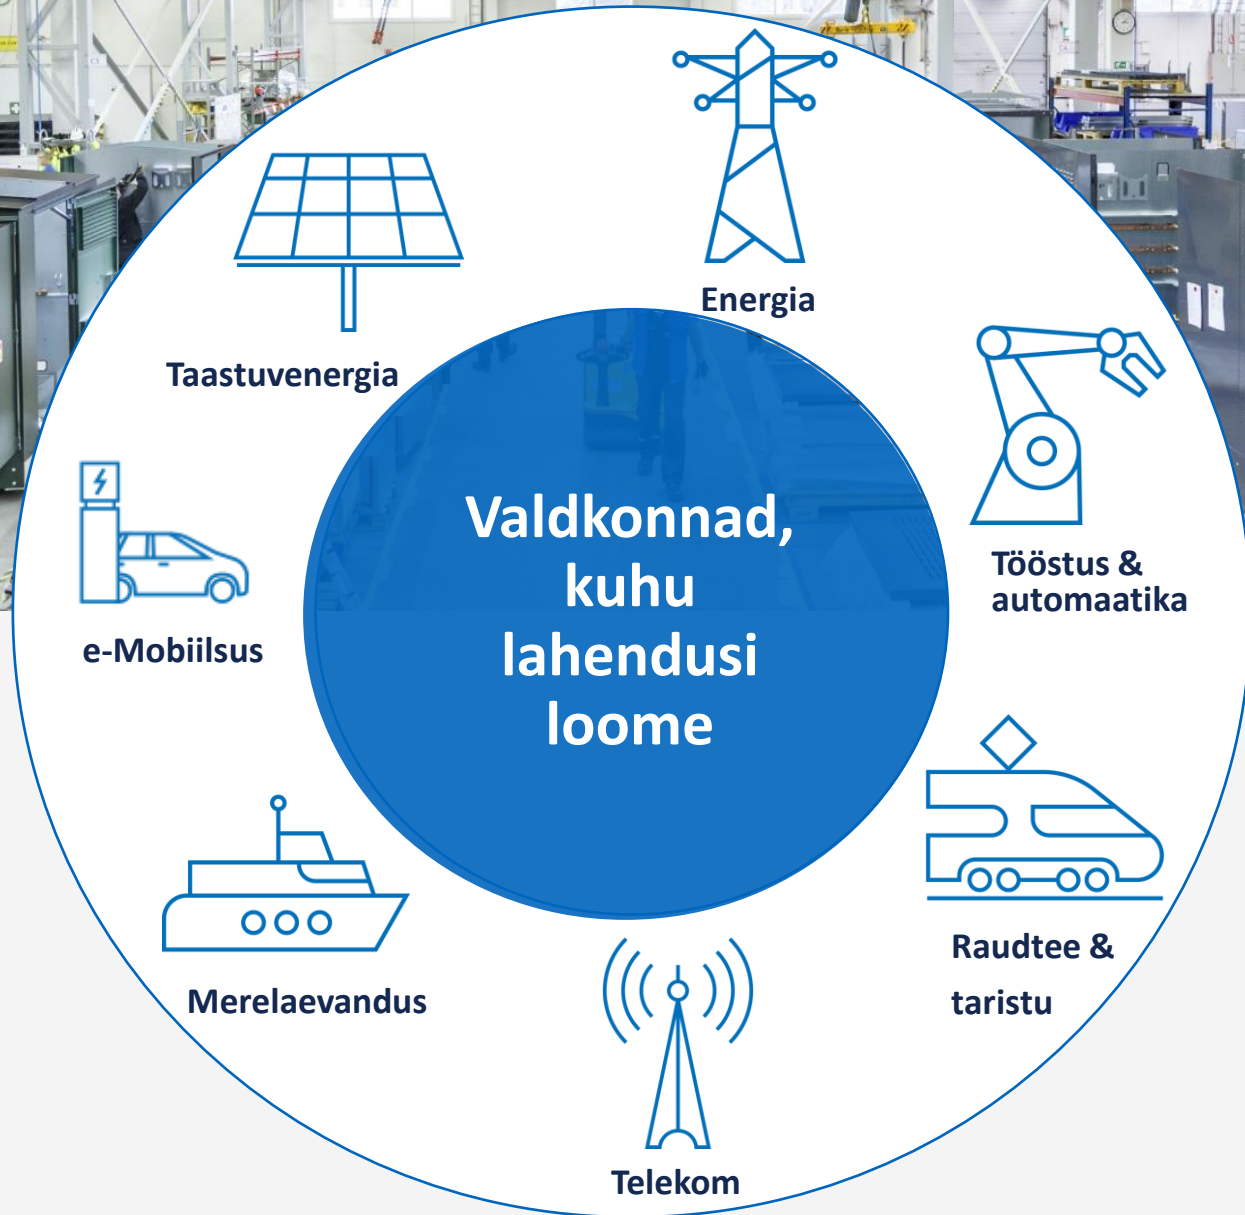 Energia
Taastuvenergia
Valdkonnad,
kuhu
lahendusi
loome
Tööstus &
automaatika
e-Mobiilsus
Raudtee &
taristu
Merelaevandus
Telekom